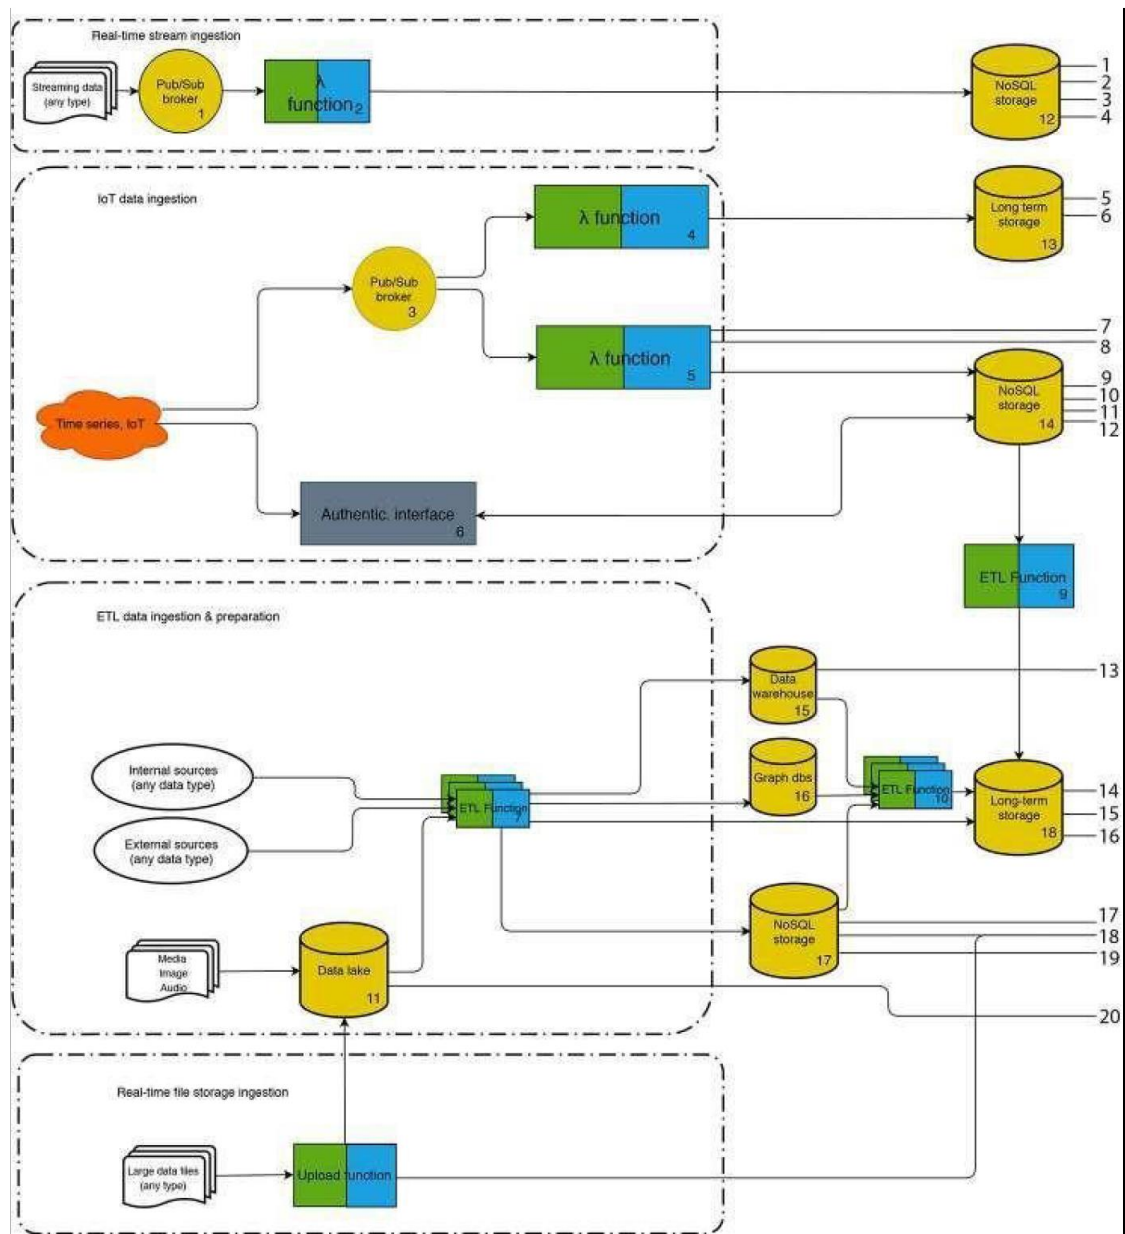 Real-time stream ingestion
Streaming data
(any type)
Pub/Sub
broker
1
λ
function
2
NoSQL
storage
12
1
2
3
4
IoT data ingestion
λ function
4
Long term
storage
13
5
6
Pub/Sub
broker
3
λ function
5
7
8
NoSQL
storage
14
9
10
11
12
Time series, IoT
Authentic. interface
6
ETL Function
9
ETL data ingestion & preparation
Data
warehouse
15
13
Internal sources
(any data type)
External sources
(any data type)
ETL Function
7
Graph dbs
16
ETL Function
10
Long-term
storage
18
14
15
16
NoSQL
storage
17
17
18
19
Media
Image
Audio
Data lake
11
20
Real-time file storage ingestion
Large data files
(any type)
Upload function